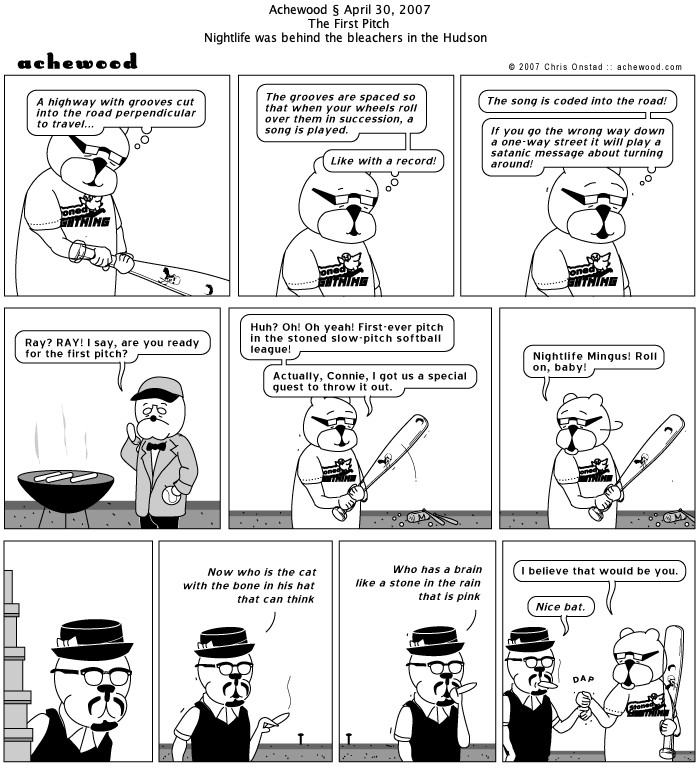 Achewood § April 30, 2007
The First Pitch
Nightlife was behind the bleachers in the Hudson
achewood
© 2007 Chris Onstad :: achewood.com
A highway with grooves cut
into the road perpendicular
to travel...
The grooves are spaced so
that when your wheels roll
over them in succession, a
song is played.
Like with a record!
The song is coded into the road!
If you go the wrong way down
a one-way street it will play a
satanic message about turning
around!
Ray? RAY! I say, are you ready
for the first pitch?
Huh? Oh! Oh yeah! First-ever pitch
in the stoned slow-pitch softball
league!
Actually, Connie, I got us a special
guest to throw it out.
Nightlife Mingus! Roll
on, baby!
Now who is the cat
with the bone in his hat
that can think
Who has a brain
like a stone in the rain
that is pink
I believe that would be you.
Nice bat.
DAP